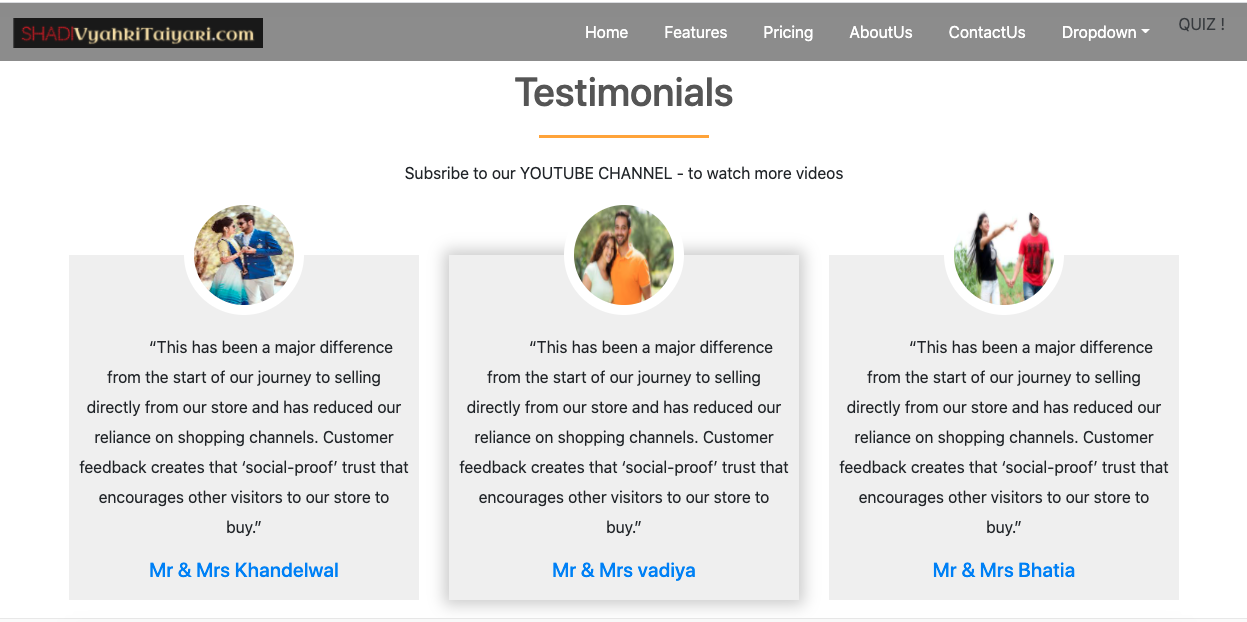 SHADIVyahkiTaiyari.com
Home Features Pricing AboutUs ContactUs Dropdown QUIZ !
Testimonials
Subsribe to our YOUTUBE CHANNEL - to watch more videos
“This has been a major difference
from the start of our journey to selling
directly from our store and has reduced our
reliance on shopping channels. Customer
feedback creates that ‘social-proof’ trust that
encourages other visitors to our store to
buy.”
Mr & Mrs Khandelwal
“This has been a major difference
from the start of our journey to selling
directly from our store and has reduced our
reliance on shopping channels. Customer
feedback creates that ‘social-proof’ trust that
encourages other visitors to our store to
buy.”
Mr & Mrs vadiya
“This has been a major difference
from the start of our journey to selling
directly from our store and has reduced our
reliance on shopping channels. Customer
feedback creates that ‘social-proof’ trust that
encourages other visitors to our store to
buy.”
Mr & Mrs Bhatia